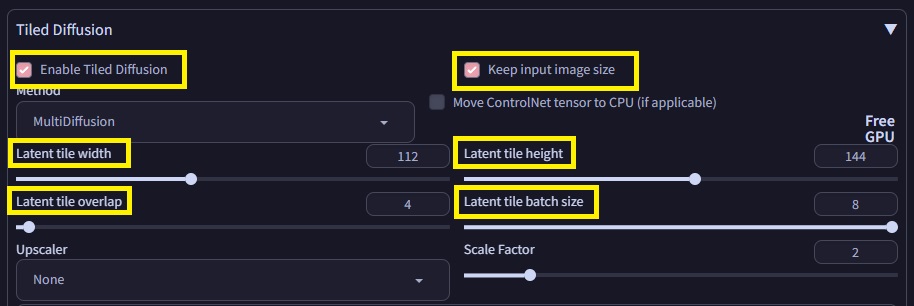 Tiled Diffusion
Enable Tiled Diffusion
Keep input image size
Method
Move ControlNet tensor to CPU (if applicable)
MultiDiffusion
Free
GPU
Latent tile width
112
Latent tile height
144
Latent tile overlap
4
Latent tile batch size
8
Upscaler
Scale Factor
2
None